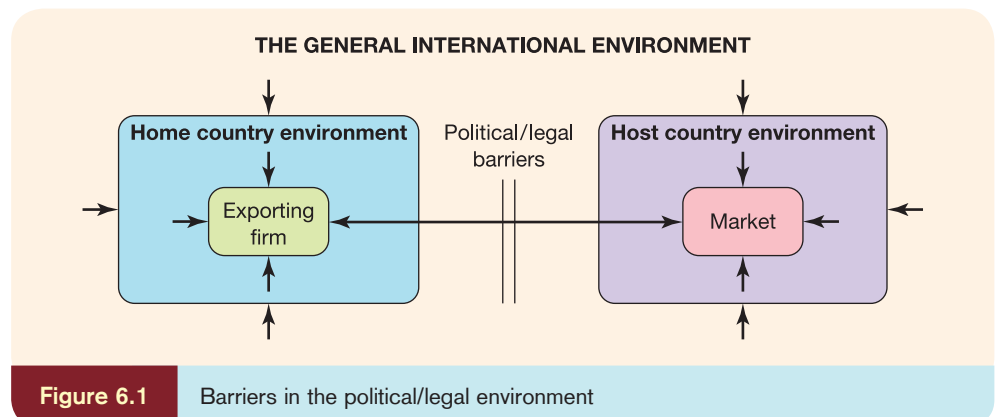 THE GENERAL INTERNATIONAL ENVIRONMENT
Home country environment
Exporting
firm
Political/legal
barriers
Host country environment
Market
Figure 6.1 Barriers in the political/legal environment